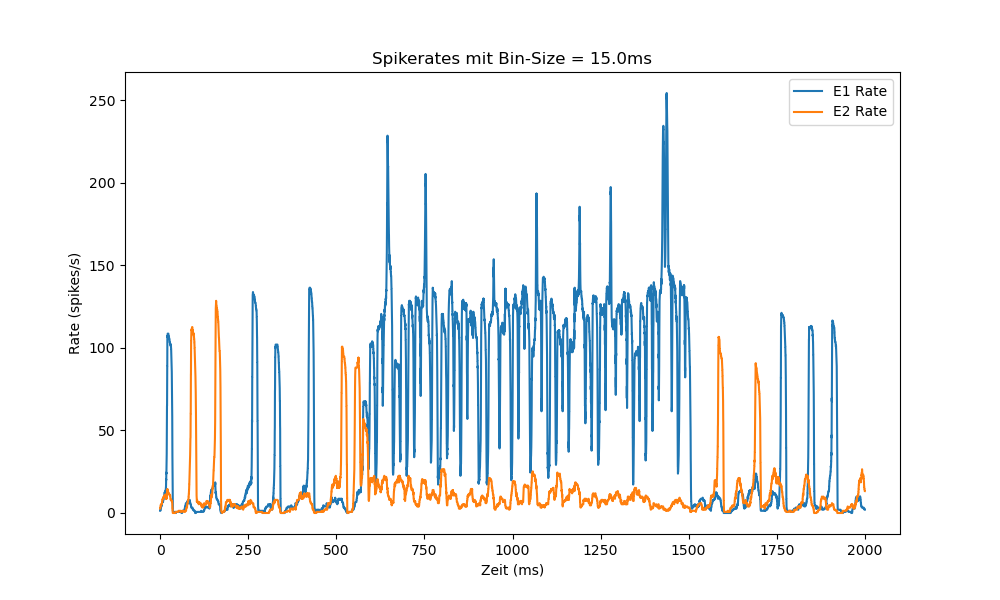 Spikerates mit Bin-Size = 15.0ms
E1 Rate
E2 Rate
Rate (spikes/s)
250
200
150
100
50
0
0 250 500 750 1000 1250 1500 1750 2000
Zeit (ms)